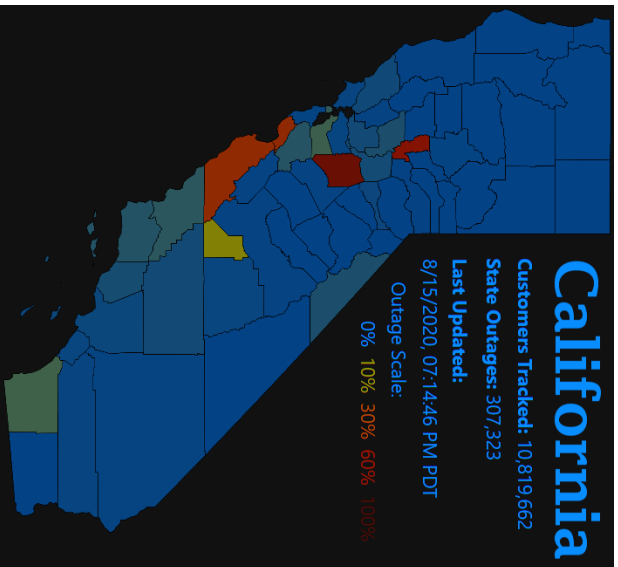 California
Customers Tracked: 10,819,662
State Outages: 307,323
Last Updated:
8/15/2020, 07:14:46 PM PDT
Outage Scale:
0% 10% 30% 60% 100%